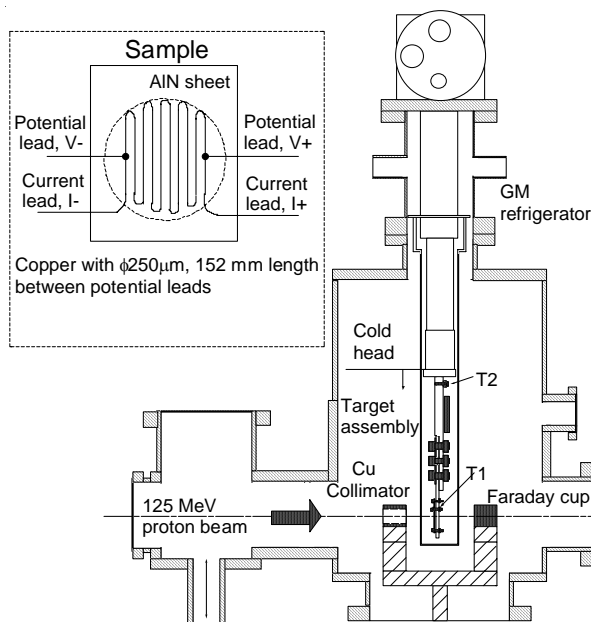 Sample
AlN sheet
Potential
lead, V-
Potential
lead, V+
Current
lead, I-
Current
lead, I+
Copper with ϕ250μm, 152 mm length
between potential leads
GM
refrigerator
Cold
head
T2
Target
assembly
Cu
Collimator
T1
Faraday cup
125 MeV
proton beam